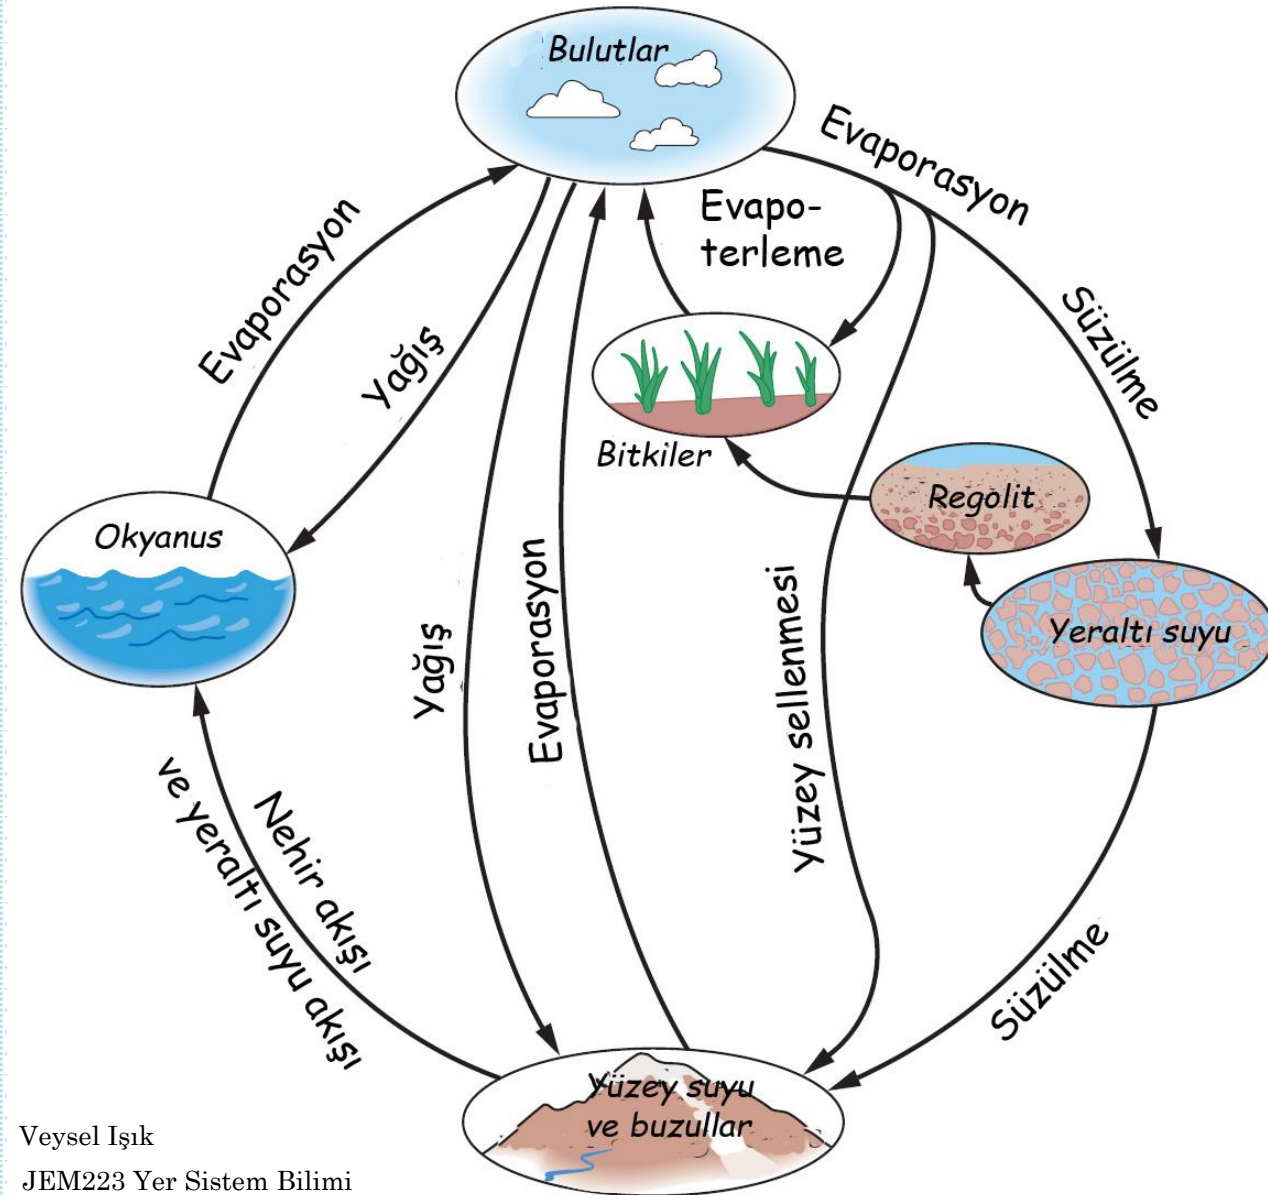 Bulutlar
Evaporasyon
Evapo-
terleme
Evaporasyon
Yağış
Süzülme
Bitkiler
Regolit
Okyanus
Yeraltı suyu
Yağış
Evaporasyon
Yüzey sellenmesi
Nehir akışı
ve yeraltı suyu akışı
Süzülme
Yüzey suyu
ve buzullar
Veysel Işık
JEM223 Yer Sistem Bilimi